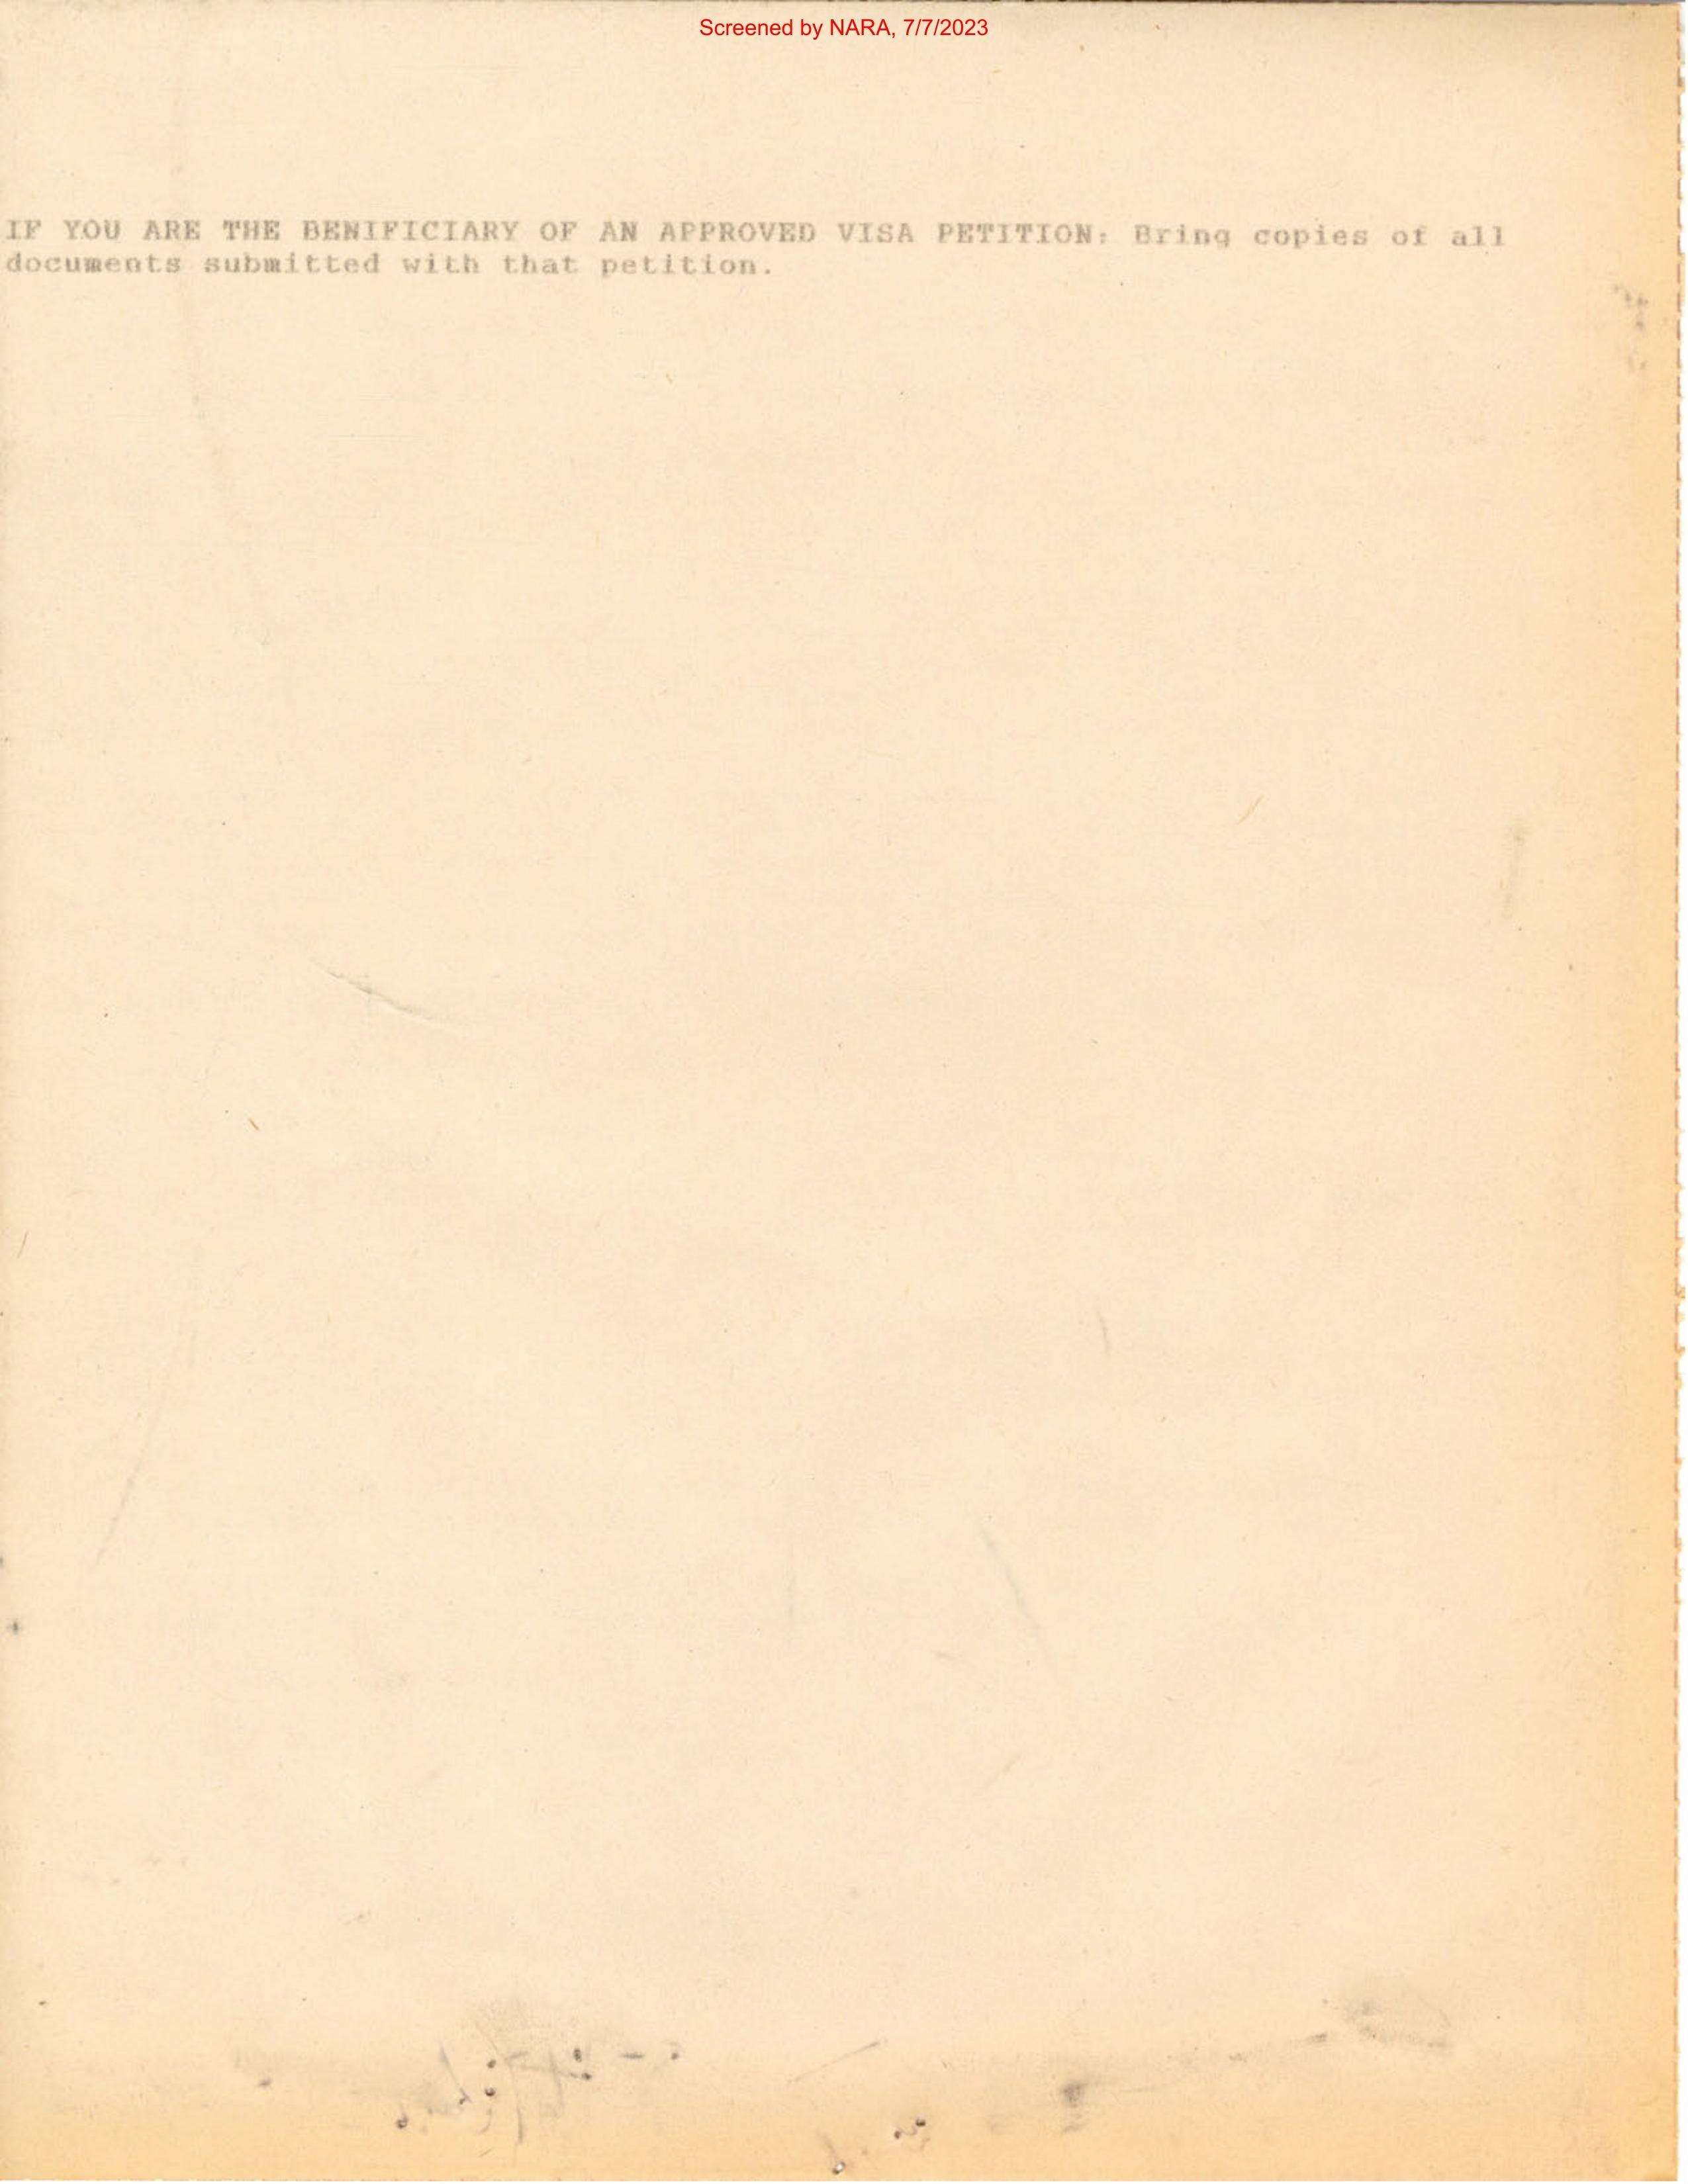 Screened by NARA, 7/7/2023
IF YOU ARE THE BENIFICIARY OF AN APPROVED VISA PETITION: Bring copies of all
documents submitted with that petition.